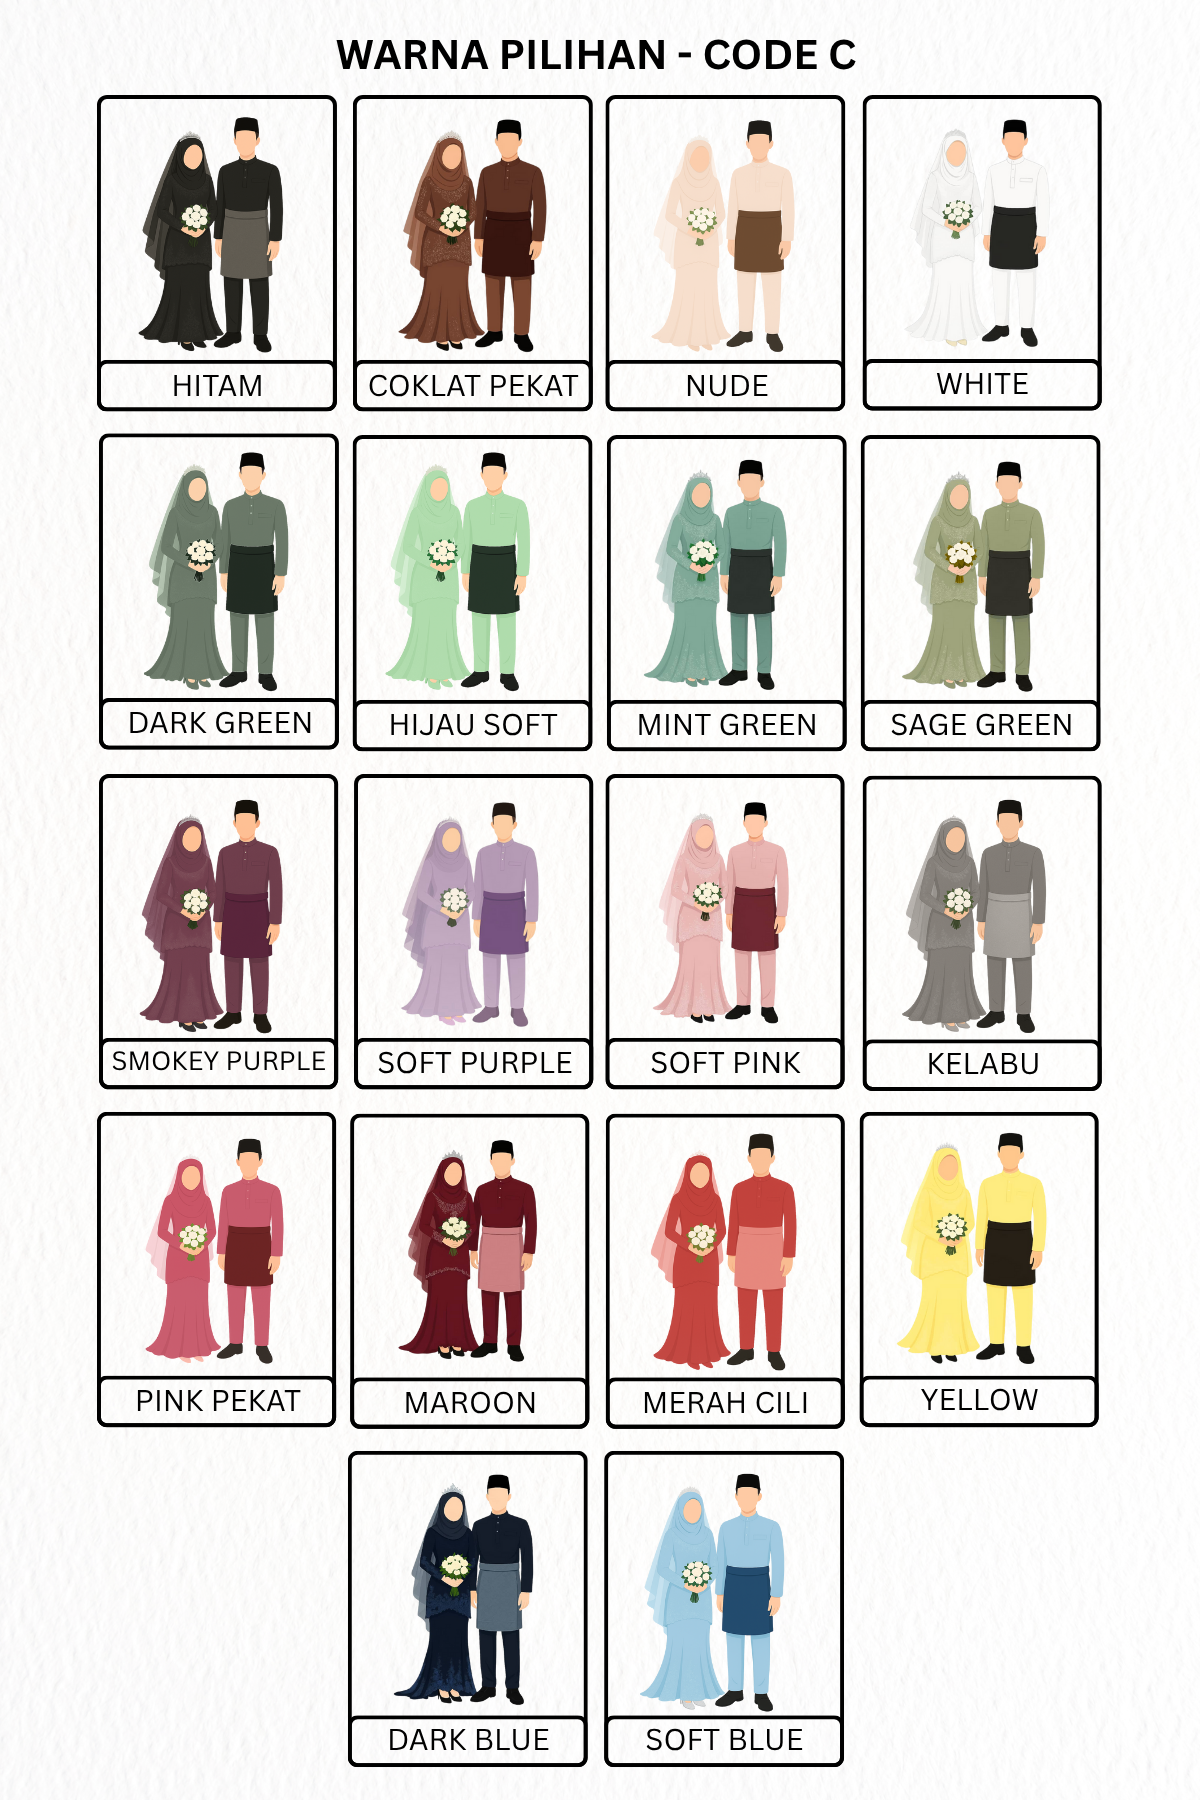 WARNA PILIHAN - CODE C
HITAM
COKLAT PEKAT
NUDE
WHITE
DARK GREEN
HIJAU SOFT
MINT GREEN
SAGE GREEN
SMOKEY PURPLE
SOFT PURPLE
SOFT PINK
KELABU
PINK PEKAT
MAROON
MERAH CILI
YELLOW
DARK BLUE
SOFT BLUE